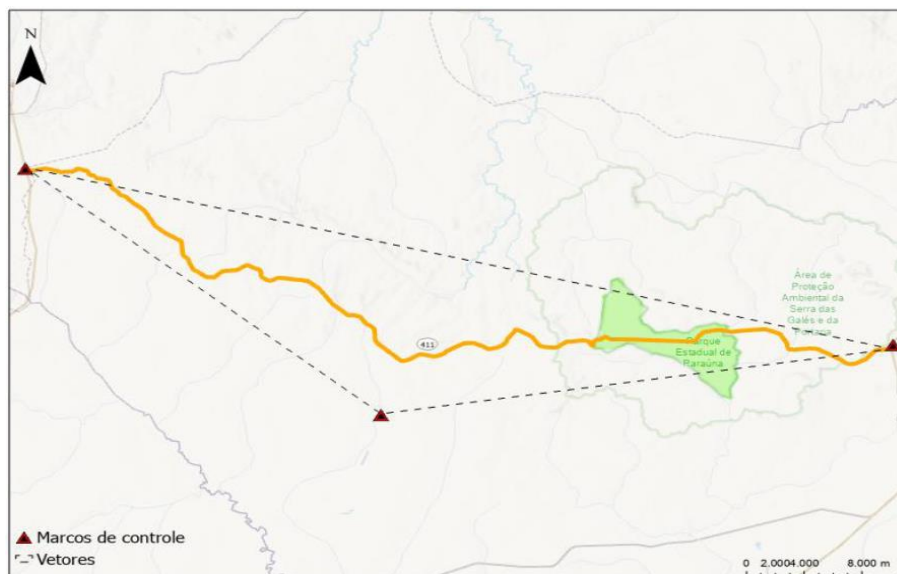 N
Área de
Proteção
Ambiental da
Serra das
Galés e da
Portaria
411
Parque
Estadual de
Paraúna
Marcos de controle
Vetores
0 2.0004.000 8.000 m